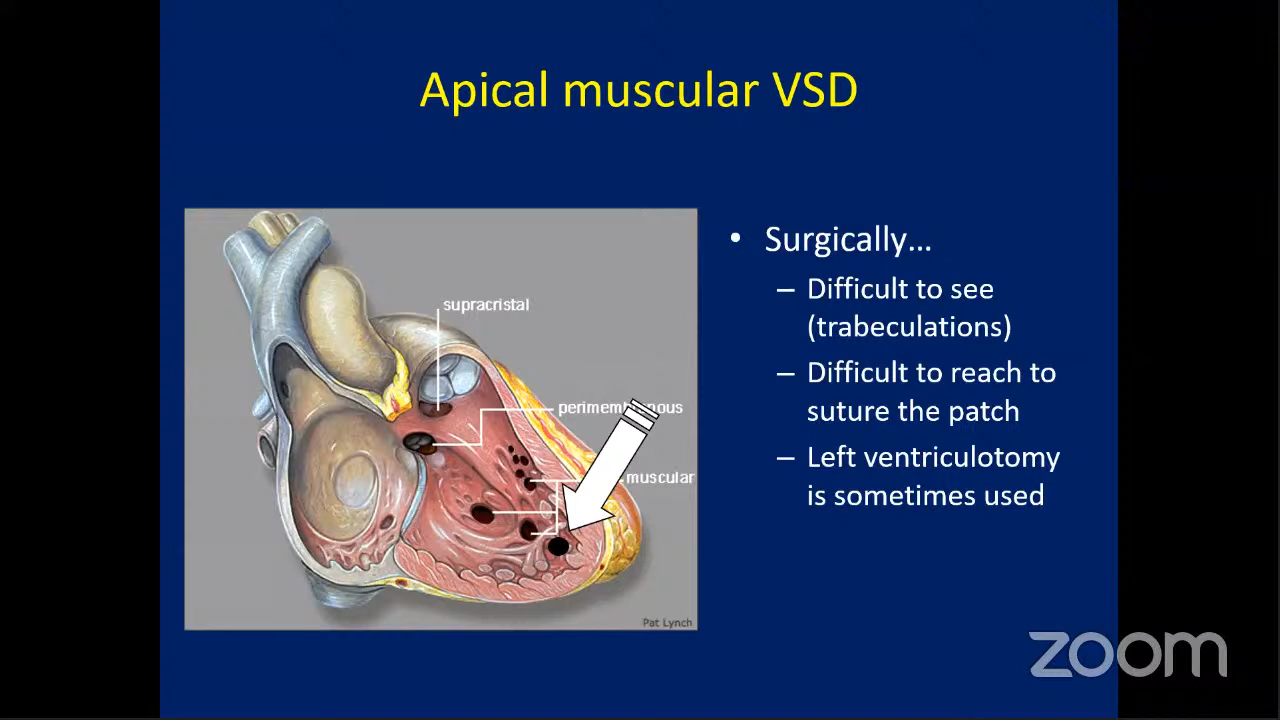 Apical muscular VSD
supracristal
perimembranous
muscular
Pat Lynch
• Surgically...
– Difficult to see
(trabeculations)
– Difficult to reach to
suture the patch
– Left ventriculotomy
is sometimes used
zoom